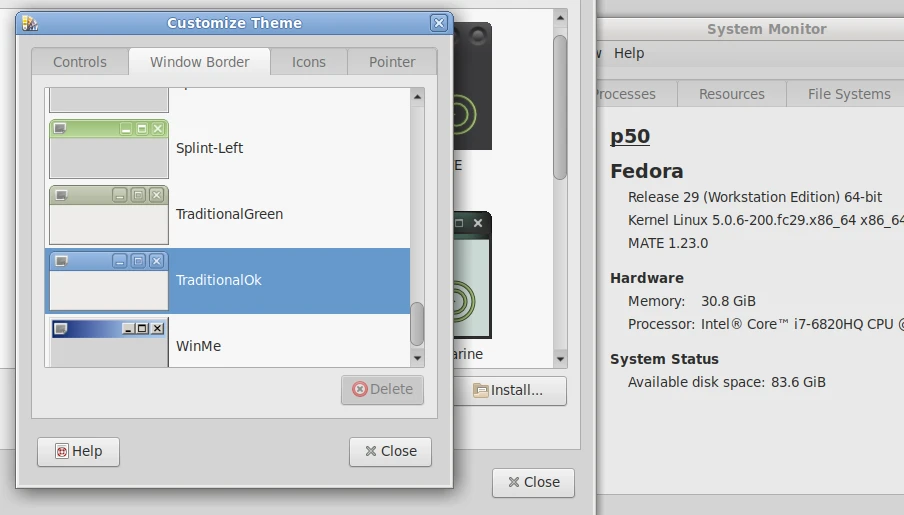 Customize Theme
Controls
Window Border
Icons
Pointer
Splint-Left
TraditionalGreen
TraditionalOk
WinMe
Delete
Help
Close
E
arine
Install...
Close
System Monitor
Help
Processes
Resources
File Systems
p50
Fedora
Release 29 (Workstation Edition) 64-bit
Kernel Linux 5.0.6-200.fc29.x86_64 x86_64
MATE 1.23.0
Hardware
Memory: 30.8 GiB
Processor: Intel® Core™ i7-6820HQ CPU @
System Status
Available disk space: 83.6 GiB